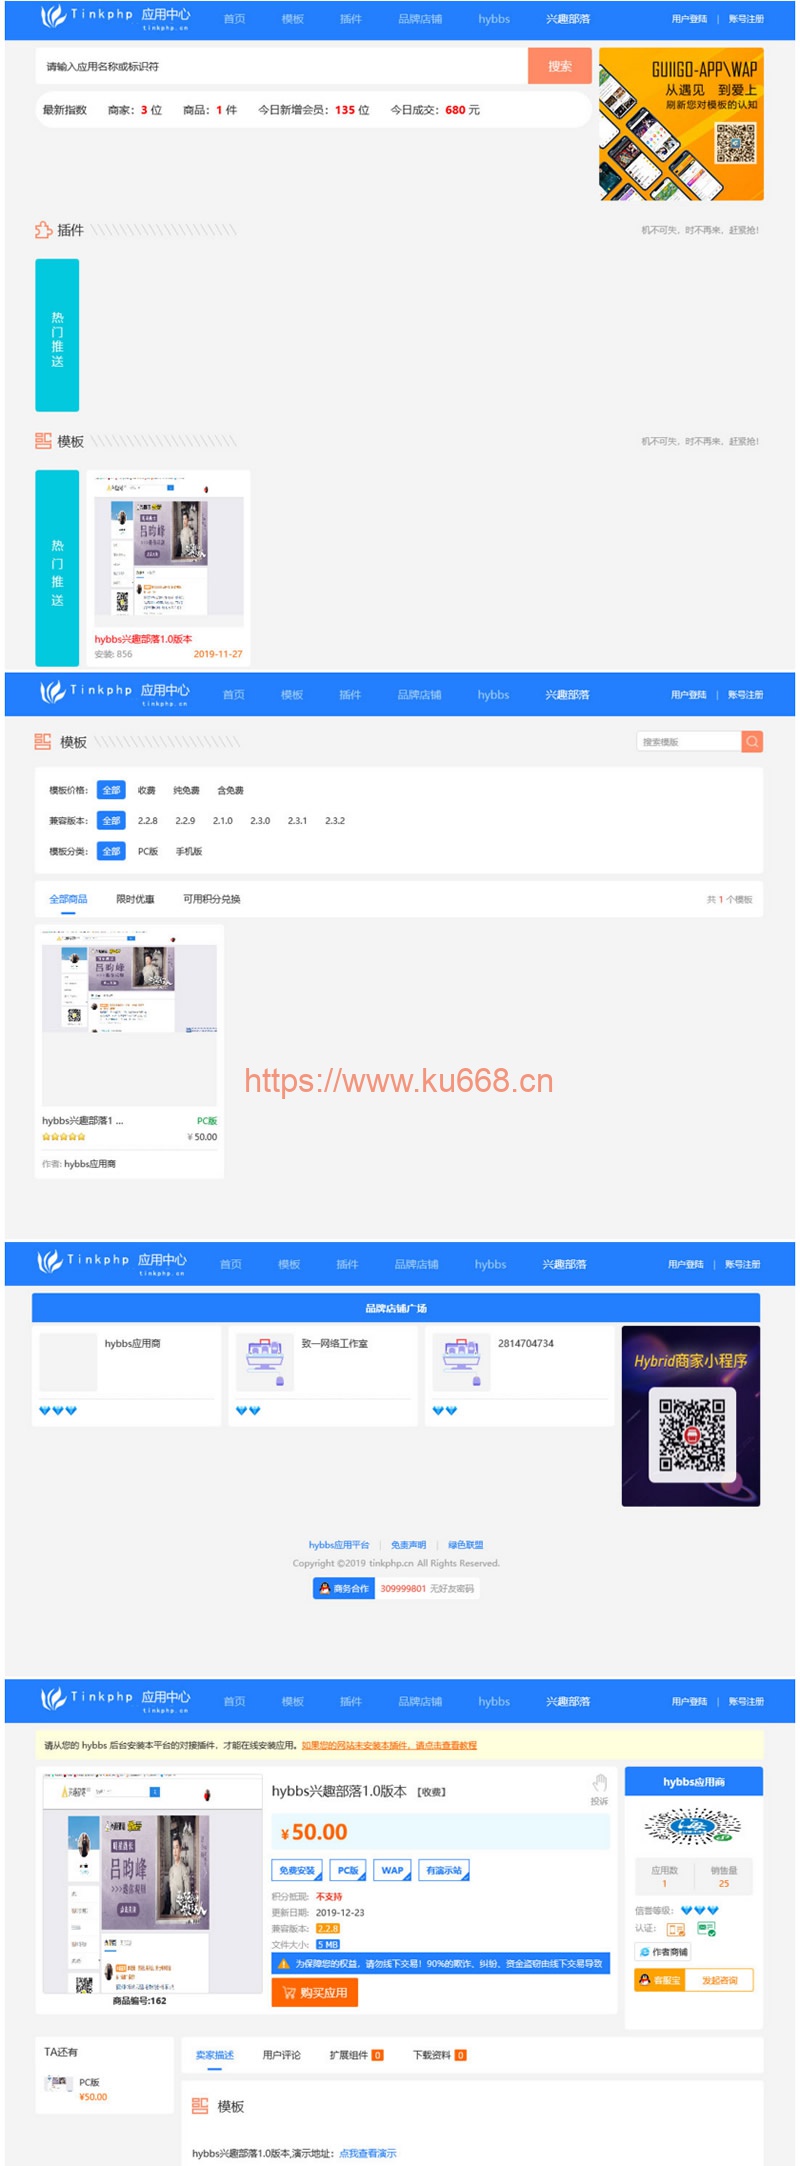 Tinkphp 应用中心 首页 模板 插件 品牌店铺 hybbs 兴趣部落 用户登陆 | 账号注册
tinkphp.cn
请输入应用名称或标识符 搜索
最新指数 商家：3 位 商品：1 件 今日新增会员：135 位 今日成交：680 元
GUIIGO-APP\WAP
从遇见 到爱上
刷新您对模板的认知
插件 机不可失，时不再来，赶紧抢！
热门推送
模板 机不可失，时不再来，赶紧抢！
热门推送
hybbs兴趣部落1.0版本
安装: 856 2019-11-27
Tinkphp 应用中心 首页 模板 插件 品牌店铺 hybbs 兴趣部落 用户登陆 | 账号注册
tinkphp.cn
模板 搜索模版
模板价格： 全部 收费 纯免费 含免费
兼容版本： 全部 2.2.8 2.2.9 2.1.0 2.3.0 2.3.1 2.3.2
模板分类： 全部 PC版 手机版
全部商品 限时优惠 可用积分兑换 共 1 个模板
吕昀峰
https://www.ku668.cn
hybbs兴趣部落1 ... PC版
¥ 50.00
作者: hybbs应用商
Tinkphp 应用中心 首页 模板 插件 品牌店铺 hybbs 兴趣部落 用户登陆 | 账号注册
tinkphp.cn
品牌店铺广场
hybbs应用商 致一网络工作室 2814704734
Hybrid商家小程序
hybbs应用平台 | 免责声明 | 绿色联盟
Copyright ©2019 tinkphp.cn All Rights Reserved.
商务合作 309999801 无好友密码
Tinkphp 应用中心 首页 模板 插件 品牌店铺 hybbs 兴趣部落 用户登陆 | 账号注册
tinkphp.cn
请从您的 hybbs 后台安装本平台的对接插件，才能在线安装应用。如果您的网站未安装本插件，请点击查看教程
hybbs兴趣部落1.0版本 【收费】
投诉
¥ 50.00
免费安装 PC版 WAP 有演示站
积分抵现: 不支持
更新日期: 2019-12-23
兼容版本: 2.2.8
文件大小: 5 MB
为保障您的权益，请勿线下交易！90%的欺诈、纠纷、资金盗窃由线下交易导致
购买应用
吕昀峰
商品编号:162
hybbs应用商
应用数 销售量
1 25
信誉等级:
认证:
作者商铺
客服宝 发起咨询
TA还有
PC版
¥50.00
卖家描述 用户评论 扩展组件 0 下载资料 0
模板
hybbs兴趣部落1.0版本,演示地址：点我查看演示